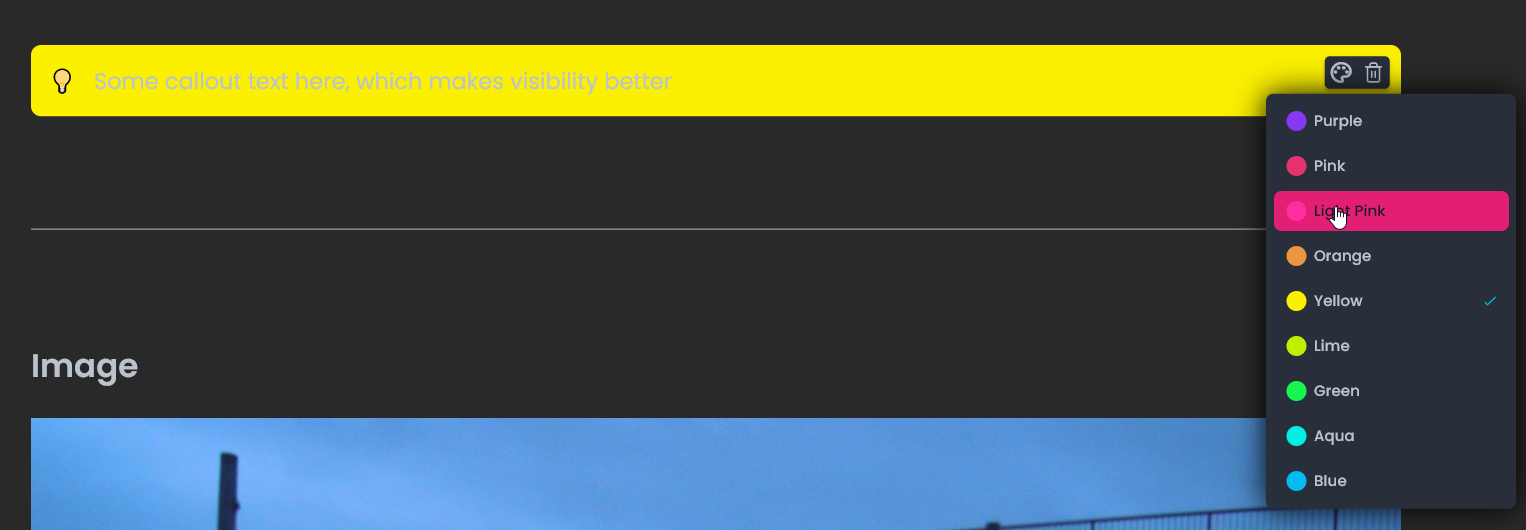 Some callout text here, which makes visibility better
Purple
Pink
Light Pink
Orange
Yellow
Lime
Green
Aqua
Blue
Image